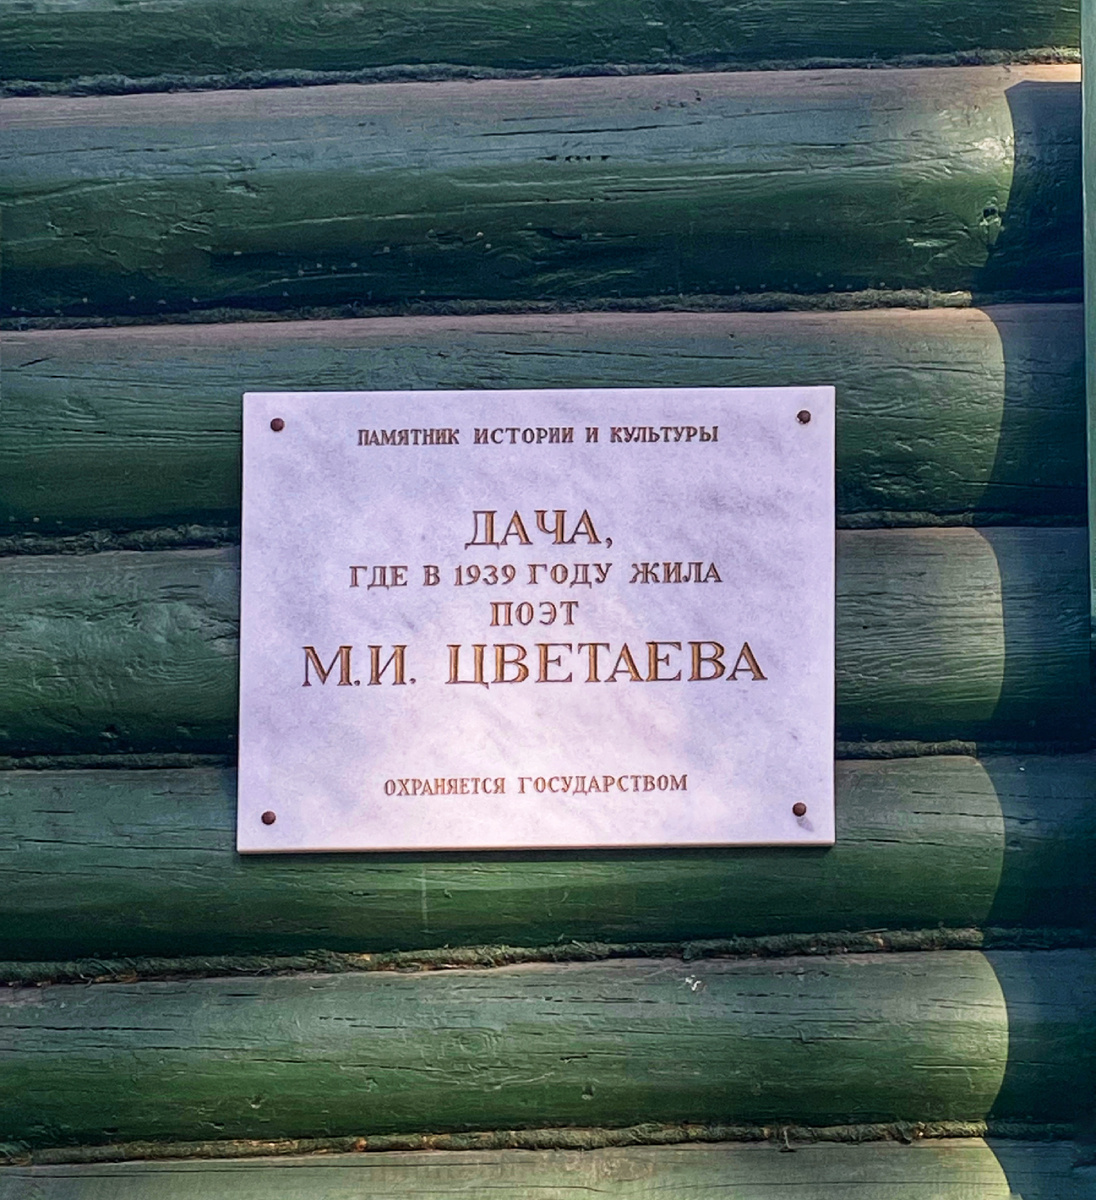 ПАМЯТНИК ИСТОРИИ И КУЛЬТУРЫ
ДАЧА,
ГДЕ В 1939 ГОДУ ЖИЛА
ПОЭТ
М.И. ЦВЕТАЕВА
ОХРАНЯЕТСЯ ГОСУДАРСТВОМ